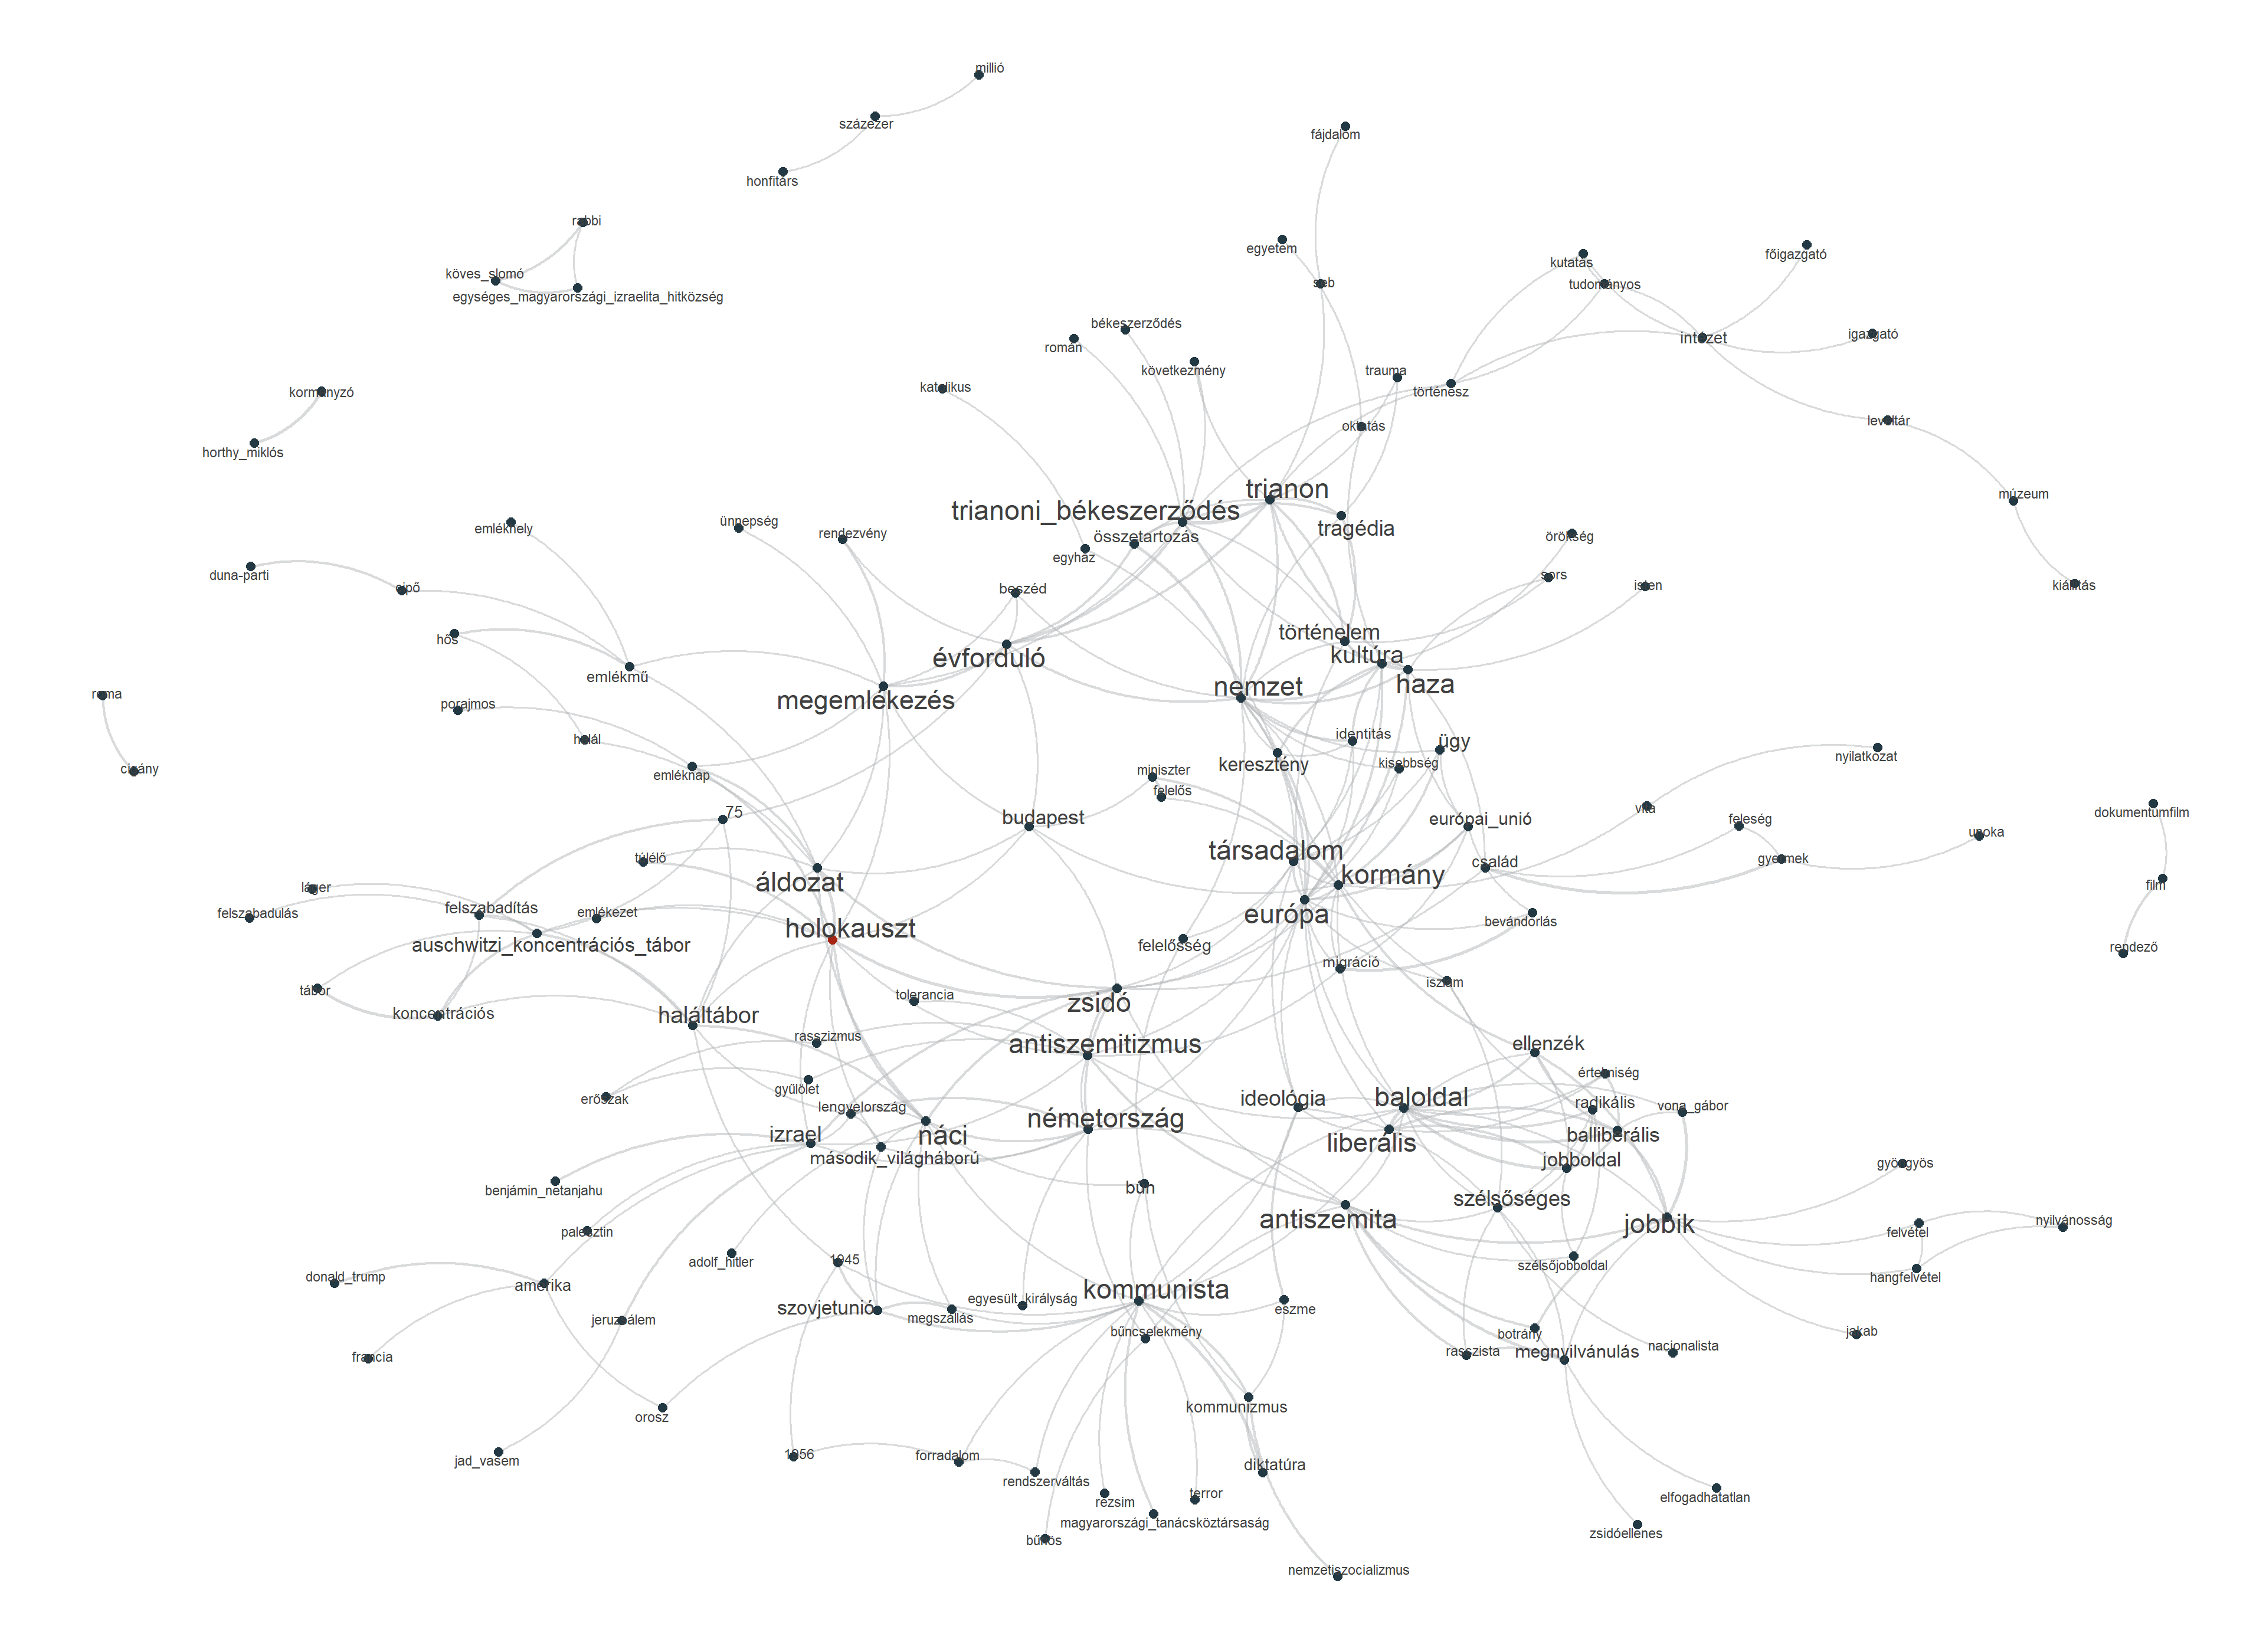 millió
százezer
fájdalom
honfitárs
rabbi
egyetem
főigazgató
kutatás
köves_slomó
tudományos
seb
egységes_magyarországi_izraelita_hitközség
békeszerződés
igazgató
intézet
román
következmény
trauma
katolikus
kormányzó
történész
levéltár
oktatás
horthy_miklós
trianon
múzeum
trianoni_békeszerződés
ünnepség
emlékhely
tragédia
rendezvény
összetartozás
örökség
egyház
duna-parti
sors
kiállítás
isten
cipő
beszéd
történelem
hős
kultúra
évforduló
emlékmű
haza
nemzet
roma
megemlékezés
porajmos
identitás
halál
ügy
nyilatkozat
keresztény
kisebbség
cigány
miniszter
emléknap
felelős
vita
75
dokumentumfilm
budapest
európai_unió
feleség
unoka
társadalom
túlélő
gyermek
család
kormány
áldozat
film
láger
felszabadítás
emlékezet
felszabadulás
európa
bevándorlás
holokauszt
auschwitzi_koncentrációs_tábor
felelősség
rendező
migráció
iszlám
tábor
tolerancia
zsidó
koncentrációs
haláltábor
rasszizmus
antiszemitizmus
ellenzék
értelmiség
gyűlölet
erőszak
ideológia
baloldal
radikális
vona_gábor
lengyelország
németország
izrael
náci
balliberális
liberális
második_világháború
jobboldal
gyöngyös
benjámin_netanjahu
bűn
szélsőséges
antiszemita
jobbik
nyilvánosság
palesztin
felvétel
adolf_hitler
1945
szélsőjobboldal
donald_trump
hangfelvétel
amerika
kommunista
egyesült_királyság
szovjetunió
eszme
jeruzsálem
megszállás
bűncselekmény
jakab
botrány
nacionalista
francia
rasszista
megnyilvánulás
kommunizmus
orosz
1956
forradalom
jad_vasem
diktatúra
rendszerváltás
terror
elfogadhatatlan
rezsim
magyarországi_tanácsköztársaság
zsidóellenes
bűnös
nemzetiszocializmus